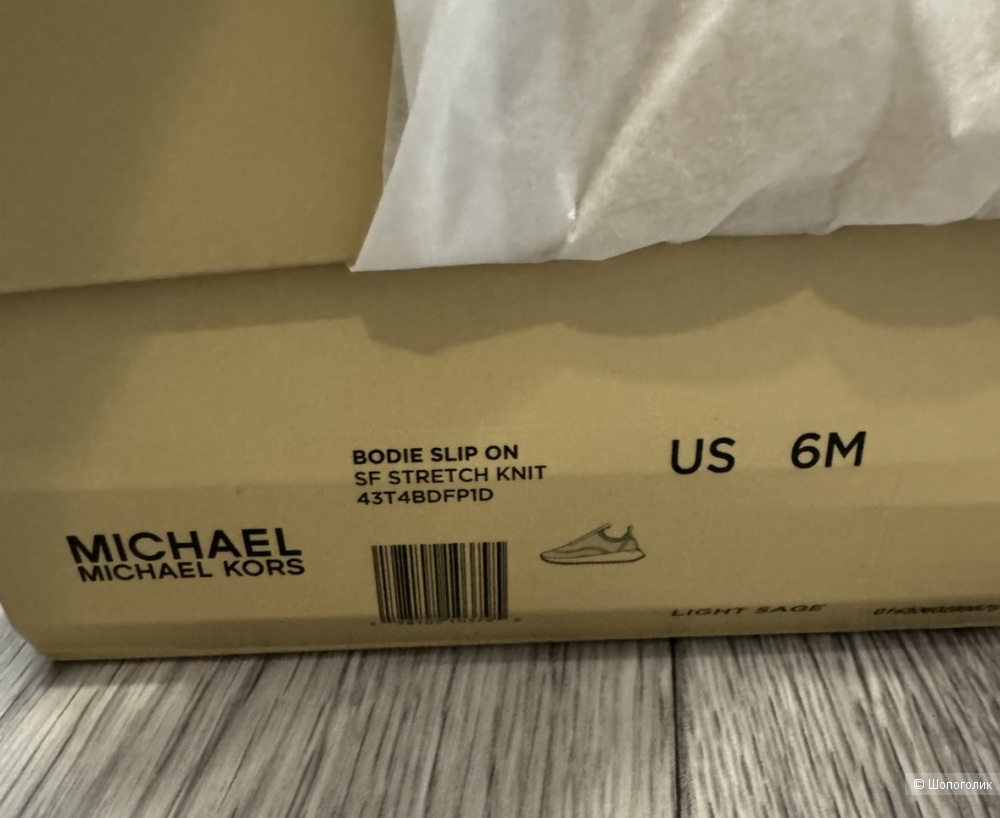 BODIE SLIP ON
SF STRETCH KNIT
43T4BDFP1D
US 6M
MICHAEL
MICHAEL KORS
LIGHT SAGE
© Шопоголик